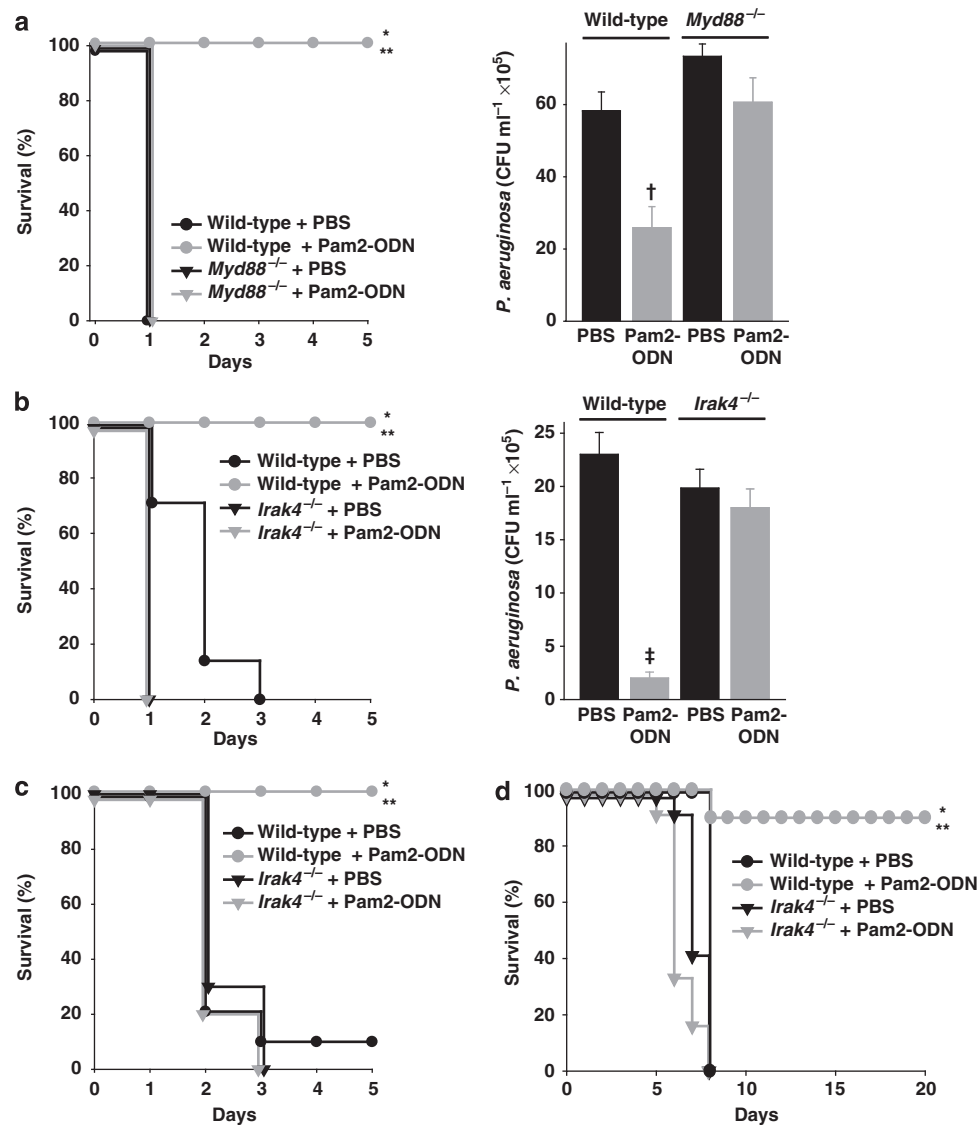 a
Survival (%)
100
80
60
40
20
0
0 1 2 3 4 5
Days
*
**
Wild-type + PBS
Wild-type + Pam2-ODN
Myd88−/− + PBS
Myd88−/− + Pam2-ODN
Wild-type Myd88−/−
P. aeruginosa (CFU ml−1 ×105)
60
40
20
0
†
PBS Pam2-ODN PBS Pam2-ODN
b
Survival (%)
100
80
60
40
20
0
0 1 2 3 4 5
Days
*
**
Wild-type + PBS
Wild-type + Pam2-ODN
Irak4−/− + PBS
Irak4−/− + Pam2-ODN
Wild-type Irak4−/−
P. aeruginosa (CFU ml−1 ×105)
25
20
15
10
5
0
‡
PBS Pam2-ODN PBS Pam2-ODN
c
Survival (%)
100
80
60
40
20
0
0 1 2 3 4 5
Days
*
**
Wild-type + PBS
Wild-type + Pam2-ODN
Irak4−/− + PBS
Irak4−/− + Pam2-ODN
d
Survival (%)
100
80
60
40
20
0
0 5 10 15 20
Days
*
**
Wild-type + PBS
Wild-type + Pam2-ODN
Irak4−/− + PBS
Irak4−/− + Pam2-ODN